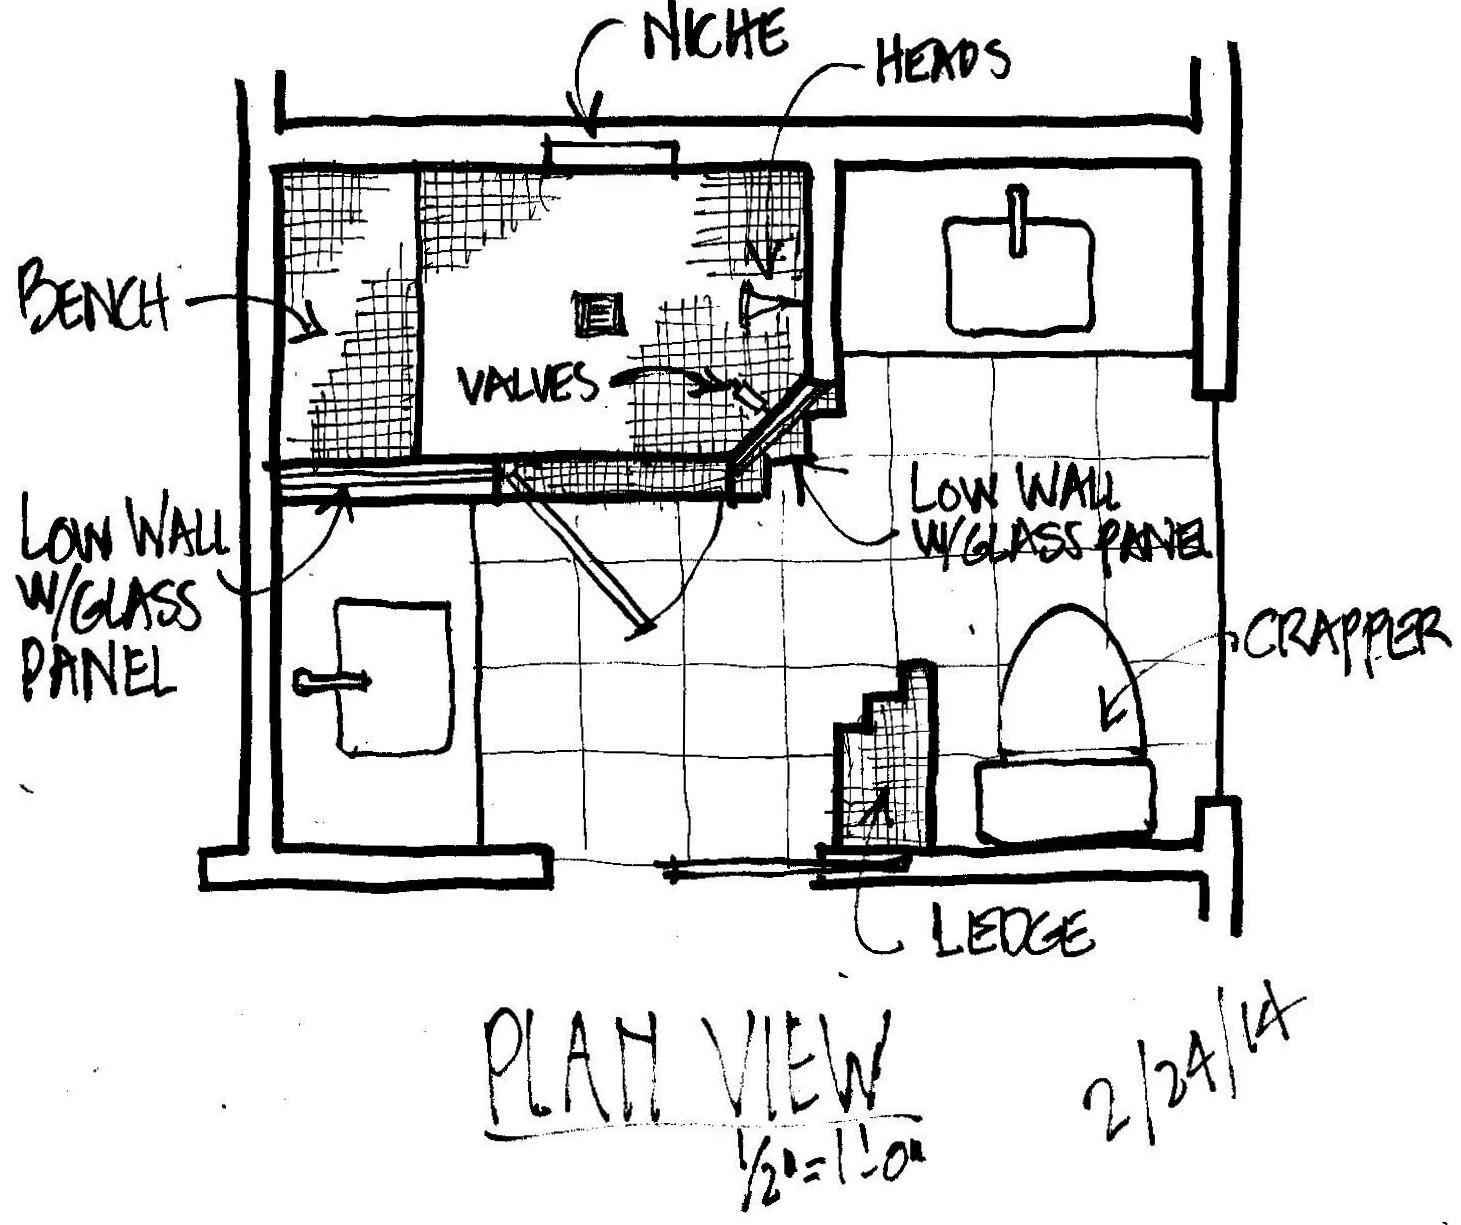 NICHE
HEADS
BENCH
VALVES
LOW WALL
W/GLASS
PANEL
LOW WALL
W/GLASS PANEL
CRAPPER
LEDGE
PLAN VIEW
1/2"=1'-0"
2/24/14